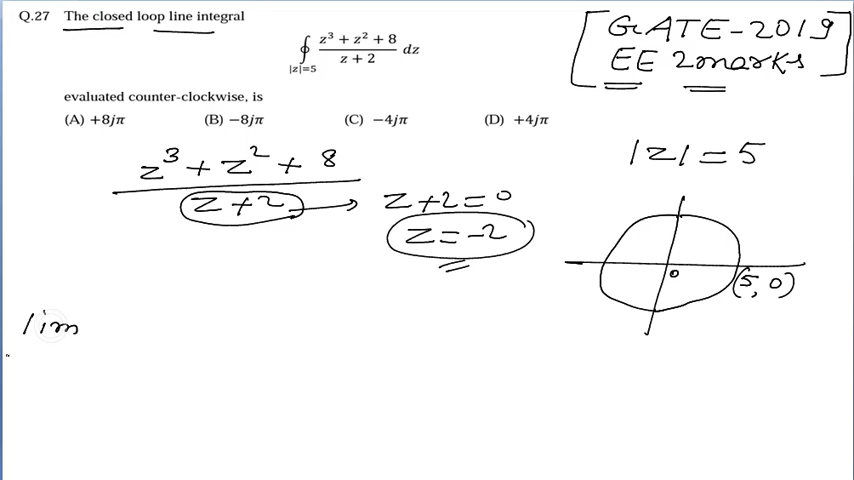 Q.27 The closed loop line integral
∮|z|=5 (z³ + z² + 8)/(z + 2) dz
evaluated counter-clockwise, is
(A) +8jπ (B) −8jπ (C) −4jπ (D) +4jπ
[GATE-2019
EE 2marks]
z³ + z² + 8
z+2 → z+2=0
z=-2
|z| = 5
0
(5, 0)
lim